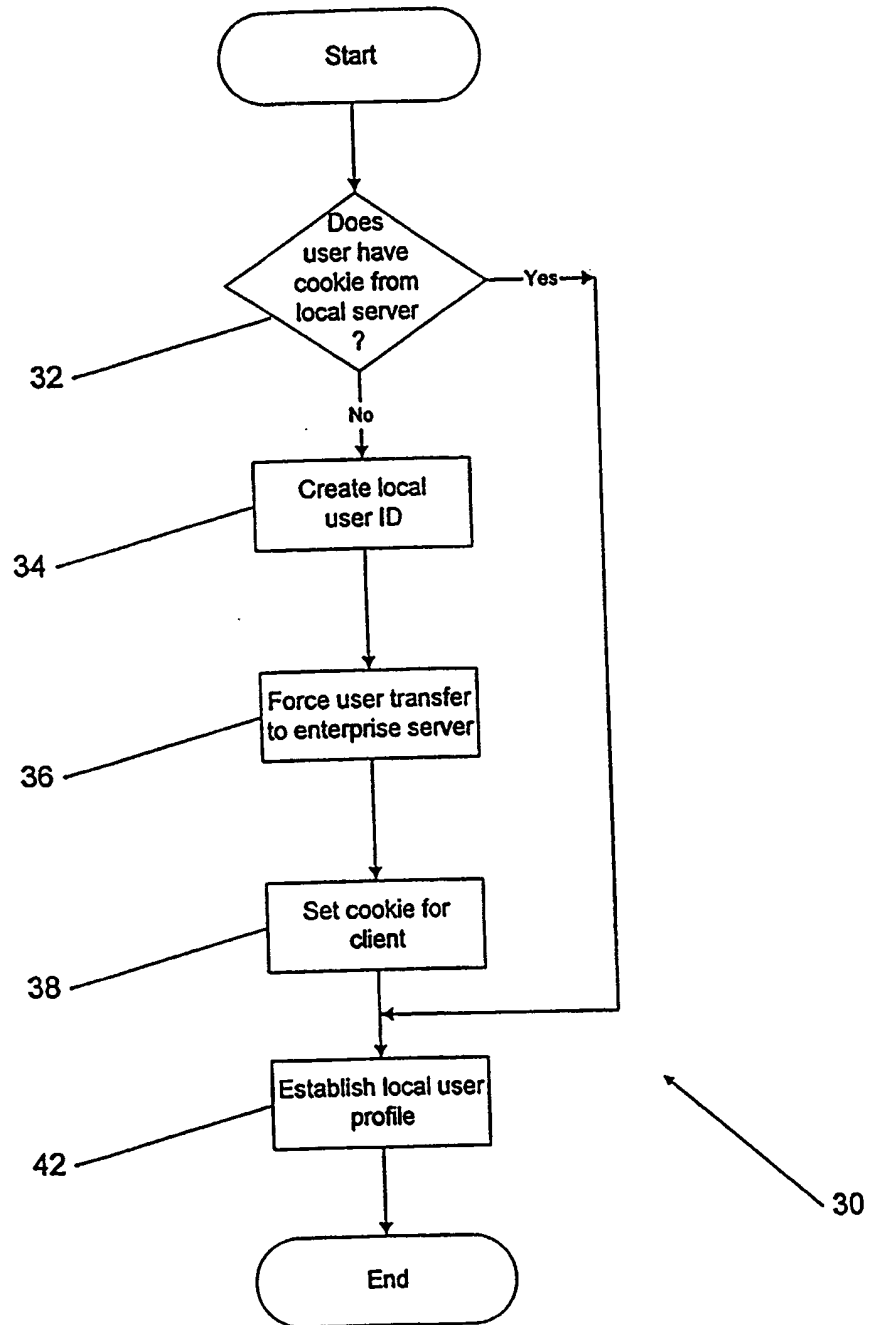 Start
Does
user have
cookie from
local server
?
Yes
32
No
Create local
user ID
34
Force user transfer
to enterprise server
36
Set cookie for
client
38
Establish local user
profile
42
30
End